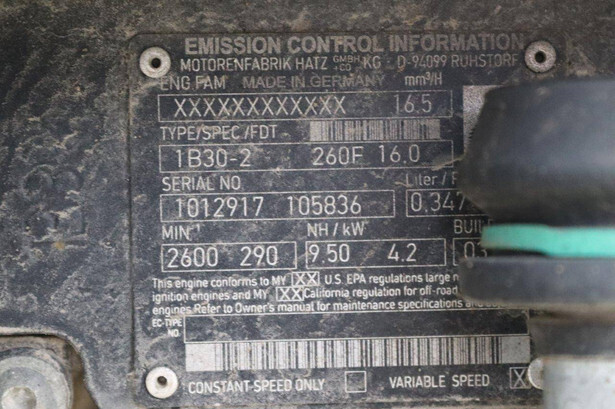 EMISSION CONTROL INFORMATION
MOTORENFABRIK HATZ GMBH + CO KG - D-94099 RUHSTORF
ENG.FAM MADE IN GERMANY mm³/H
XXXXXXXXXXXX 16.5
TYPE/SPEC/FDT
1B30-2 260F 16.0
SERIAL NO Liter/
1012917 105836 0.347
MIN⁻¹ NH / kW
2600 290 9.50 4.2 03
This engine conforms to MY XX U.S. EPA regulations large
ignition engines and MY XX California regulation for off-road
engines Refer to Owner's manual for maintenance specifications and
EC-TYPE
NO.
CONSTANT-SPEED ONLY VARIABLE SPEED X